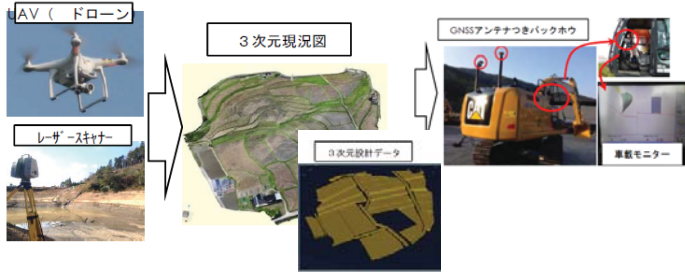 UAV（　ドローン）
レーザースキャナー
３次元現況図
３次元設計データ
GNSSアンテナつきバックホウ
CAT
車載モニター